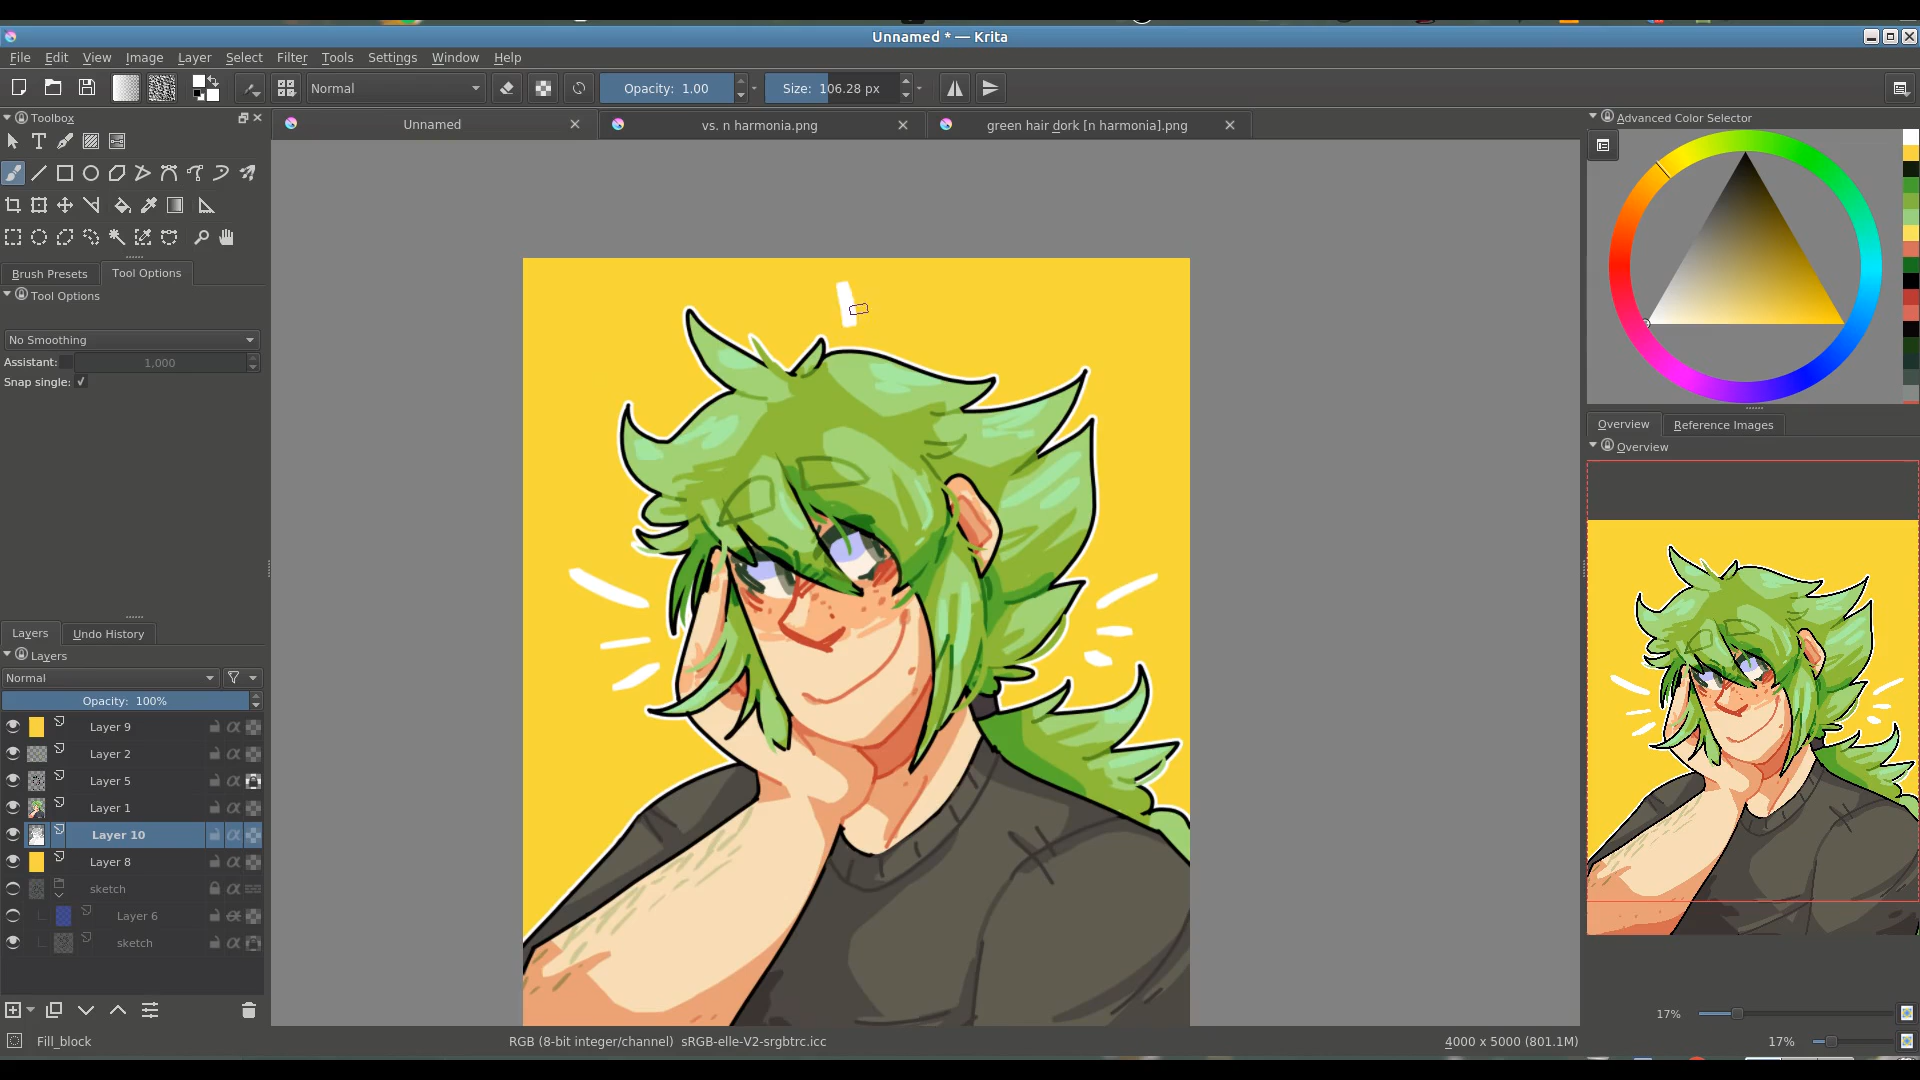 Unnamed * — Krita
File Edit View Image Layer Select Filter Tools Settings Window Help
Normal Opacity: 1.00 Size: 106.28 px
Toolbox Unnamed vs. n harmonia.png green hair dork [n harmonia].png Advanced Color Selector
Brush Presets Tool Options
Tool Options
No Smoothing
Assistant: 1,000
Snap single:
Overview Reference Images
Overview
Layers Undo History
Layers
Normal
Opacity: 100%
Layer 9
Layer 2
Layer 5
Layer 1
Layer 10
Layer 8
sketch
Layer 6
sketch
17%
Fill_block RGB (8-bit integer/channel) sRGB-elle-V2-srgbtrc.icc 4000 x 5000 (801.1M) 17%